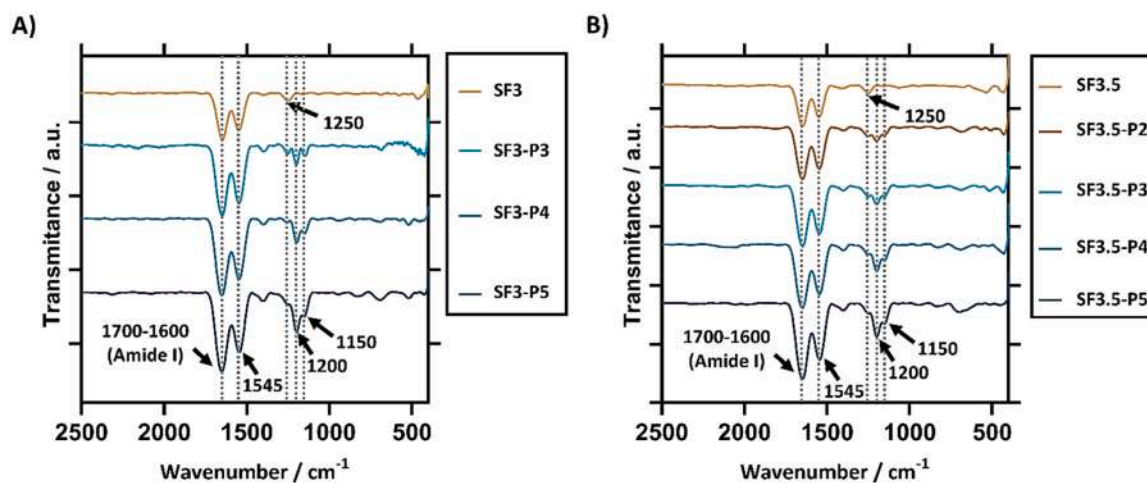 A)
Transmitance / a.u.
1250
1700-1600
(Amide I)
1545
1200
1150
2500 2000 1500 1000 500
Wavenumber / cm⁻¹
SF3
SF3-P3
SF3-P4
SF3-P5
B)
Transmitance / a.u.
1250
1700-1600
(Amide I)
1545
1200
1150
2500 2000 1500 1000 500
Wavenumber / cm⁻¹
SF3.5
SF3.5-P2
SF3.5-P3
SF3.5-P4
SF3.5-P5